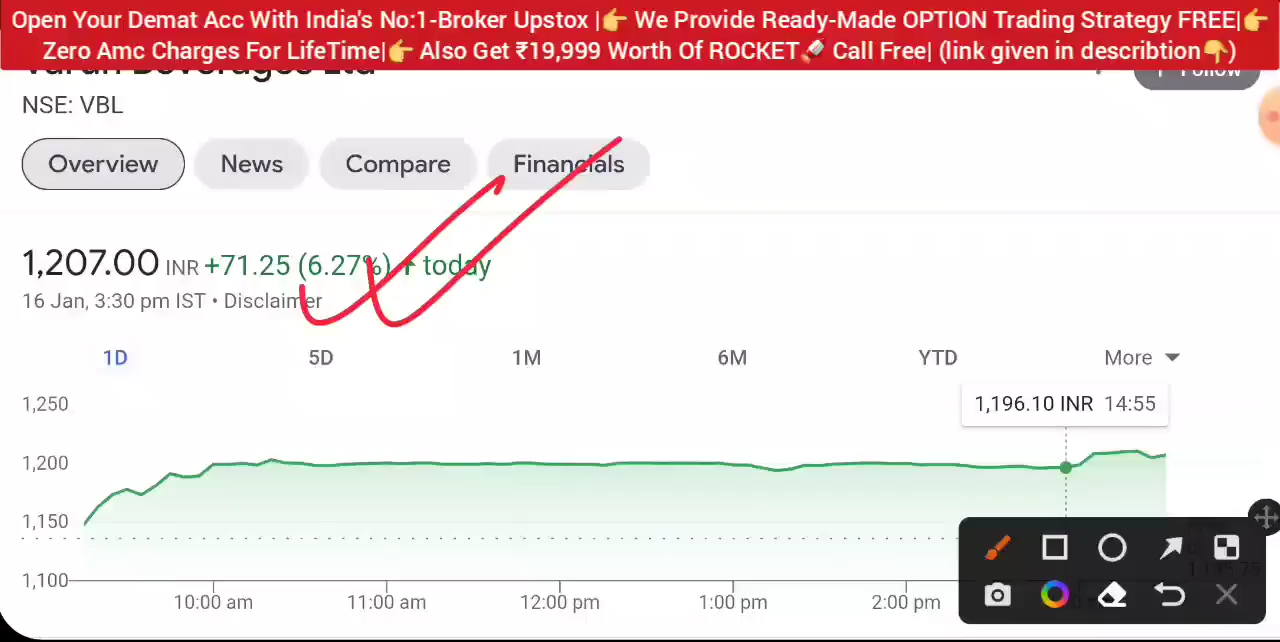 Open Your Demat Acc With India's No:1-Broker Upstox |👉 We Provide Ready-Made OPTION Trading Strategy FREE|👉
Zero Amc Charges For LifeTime|👉 Also Get ₹19,999 Worth Of ROCKET🚀 Call Free| (link given in describtion👇)
Varun Beverages Ltd
Follow
NSE: VBL
Overview News Compare Financials
1,207.00 INR +71.25 (6.27%) ↑ today
16 Jan, 3:30 pm IST • Disclaimer
1D 5D 1M 6M YTD More
1,196.10 INR 14:55
1,250
1,200
1,150
1,100
10:00 am 11:00 am 12:00 pm 1:00 pm 2:00 pm